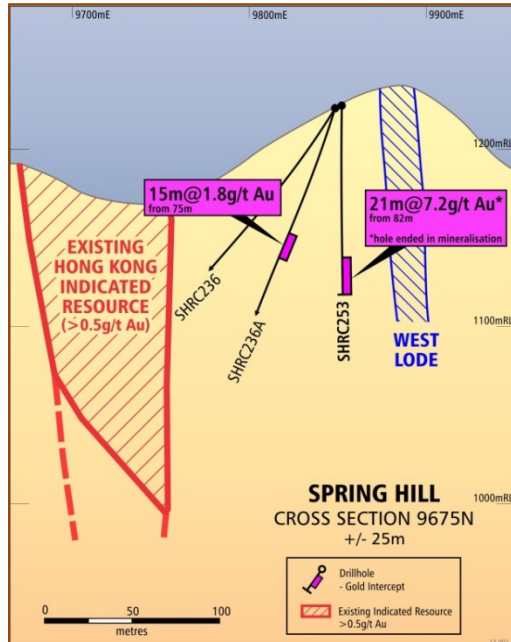 9700mE
9800mE
9900mE
1200mRL
15m@1.8g/t Au
from 75m
21m@7.2g/t Au*
from 82m
*hole ended in mineralisation
EXISTING
HONG KONG
INDICATED
RESOURCE
(>0.5g/t Au)
SHRC236
SHRC236A
SHRC253
1100mRL
WEST
LODE
1000mRL
SPRING HILL
CROSS SECTION 9675N
+/- 25m
Drillhole
- Gold Intercept
Existing Indicated Resource
>0.5g/t Au
0
50
100
metres